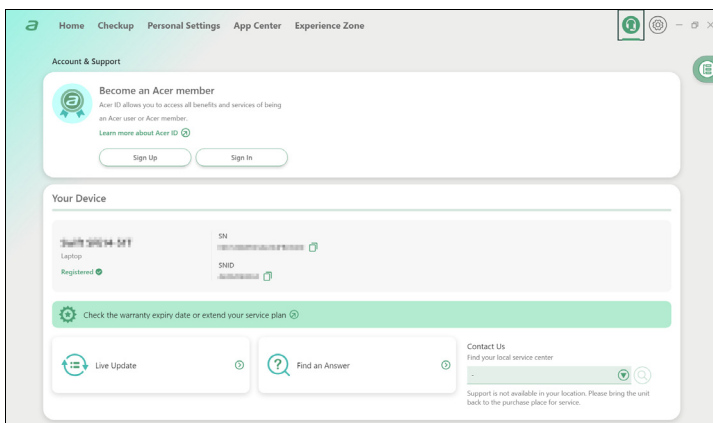 Home Checkup Personal Settings App Center Experience Zone
Account & Support
Become an Acer member
Acer ID allows you to access all benefits and services of being
an Acer user or Acer member.
Learn more about Acer ID
Sign Up Sign In
Your Device
Laptop
Registered
SN
SNID
Check the warranty expiry date or extend your service plan
Live Update
Find an Answer
Contact Us
Find your local service center
-
Support is not available in your location. Please bring the unit
back to the purchase place for service.